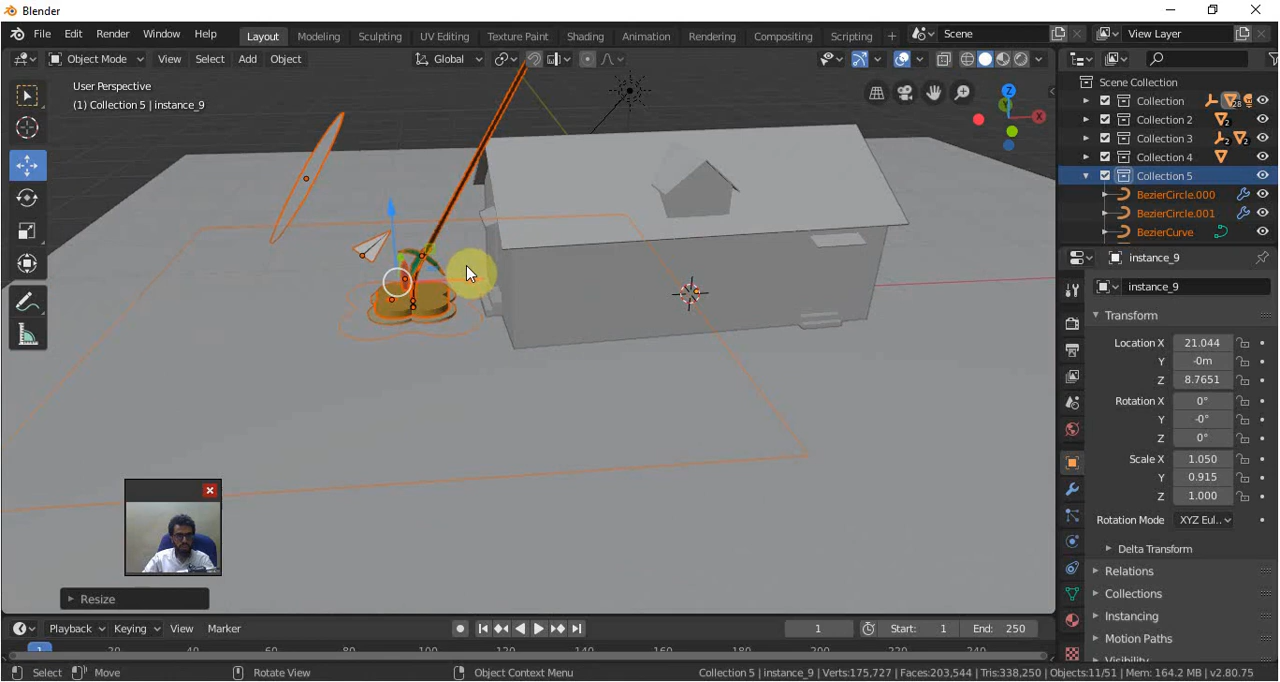 Blender
File Edit Render Window Help Layout Modeling Sculpting UV Editing Texture Paint Shading Animation Rendering Compositing Scripting + Scene View Layer
Object Mode View Select Add Object Global
User Perspective
(1) Collection 5 | instance_9
Z
X
Scene Collection
Collection 28
Collection 2 2
Collection 3 2 2
Collection 4
Collection 5
BezierCircle.000
BezierCircle.001
BezierCurve
instance_9
instance_9
Transform
Location X 21.044
Y -0m
Z 8.7651
Rotation X 0°
Y -0°
Z 0°
Scale X 1.050
Y 0.915
Z 1.000
Rotation Mode XYZ Eul..
Delta Transform
Relations
Collections
Instancing
Motion Paths
Visibility
Resize
Playback Keying View Marker 1 Start: 1 End: 250
1 20 40 60 80 100 120 140 160 180 200 220 240
Select Move Rotate View Object Context Menu Collection 5 | instance_9 | Verts:175,727 | Faces:203,544 | Tris:338,250 | Objects:11/51 | Mem: 164.2 MB | v2.80.75